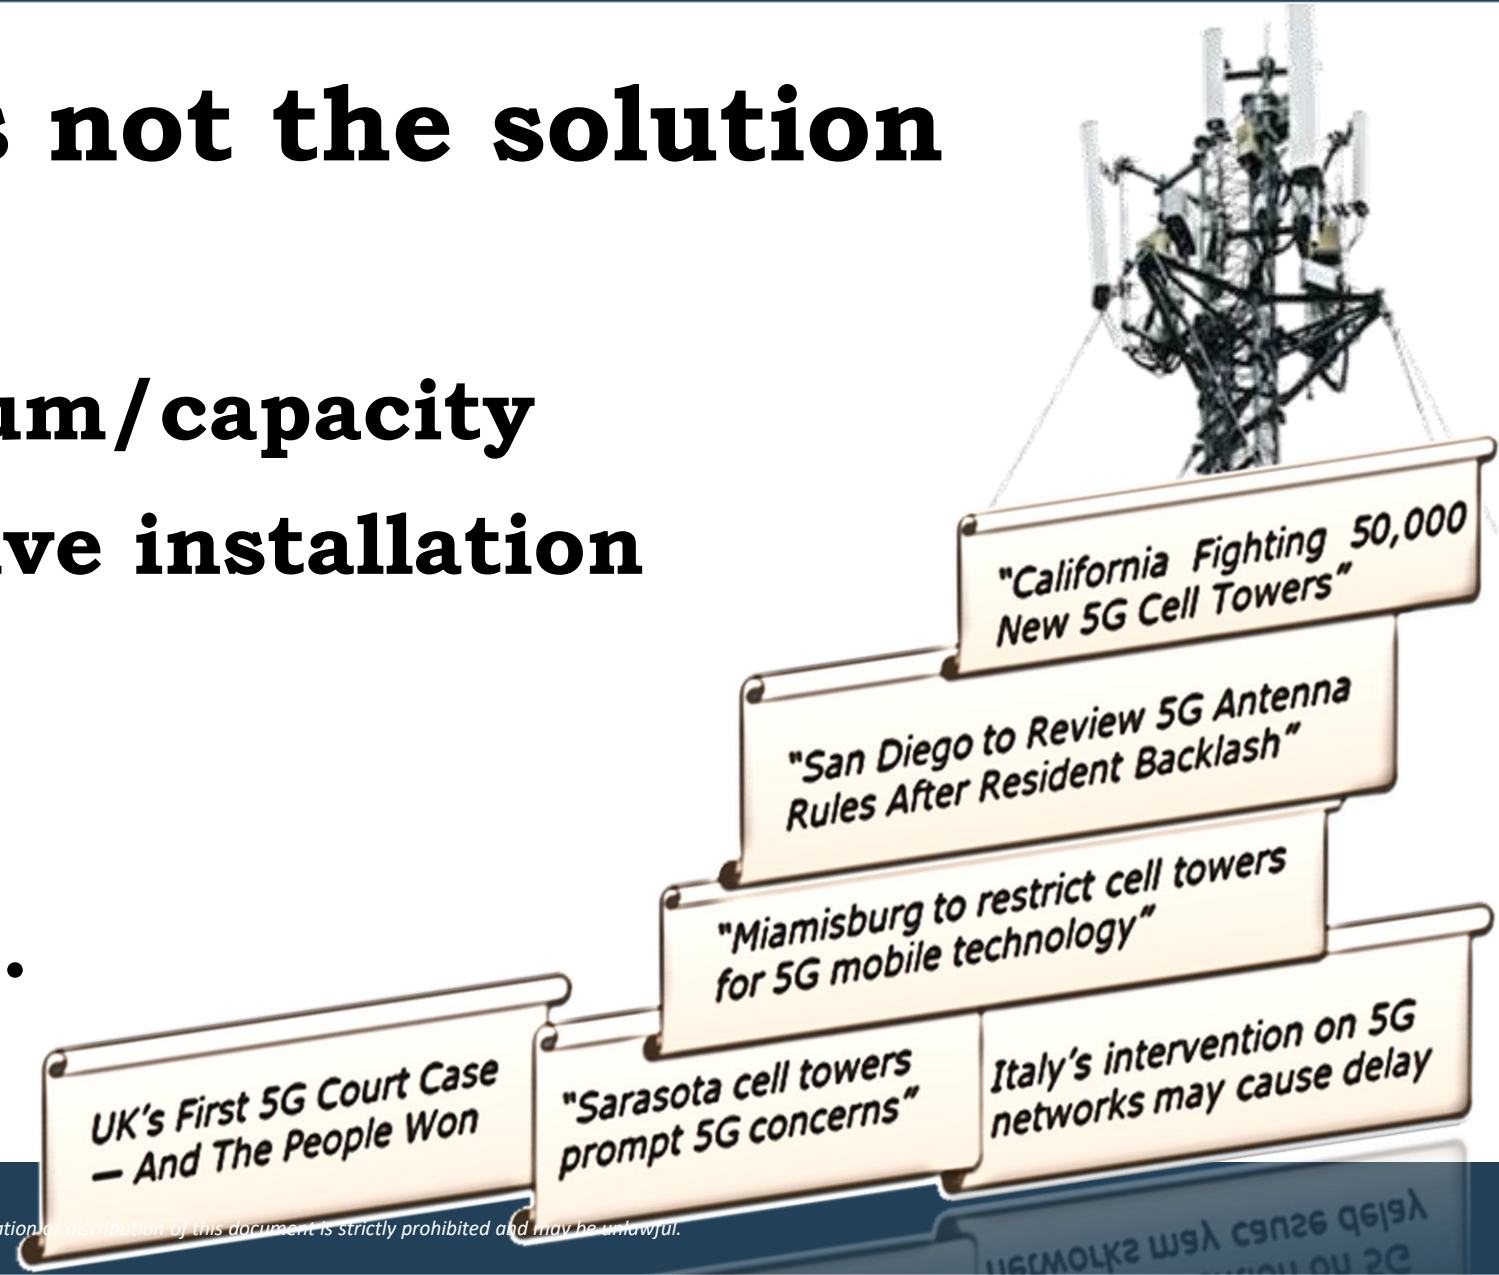 not the solution
/capacity
installation
.
"California Fighting 50,000
New 5G Cell Towers"
"San Diego to Review 5G Antenna
Rules After Resident Backlash"
"Miamisburg to restrict cell towers
for 5G mobile technology"
UK's First 5G Court Case
— And The People Won
"Sarasota cell towers
prompt 5G concerns"
Italy's intervention on 5G
networks may cause delay
or distribution of this document is strictly prohibited and may be unlawful.